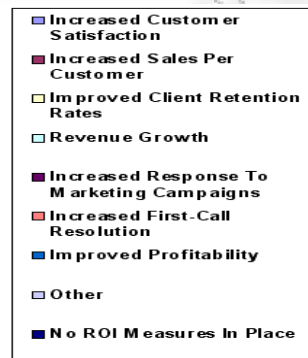 Increased Customer
Satisfaction
Increased Sales Per
Customer
Improved Client Retention
Rates
Revenue Growth
Increased Response To
Marketing Campaigns
Increased First-Call
Resolution
Improved Profitability
Other
No ROI Measures In Place